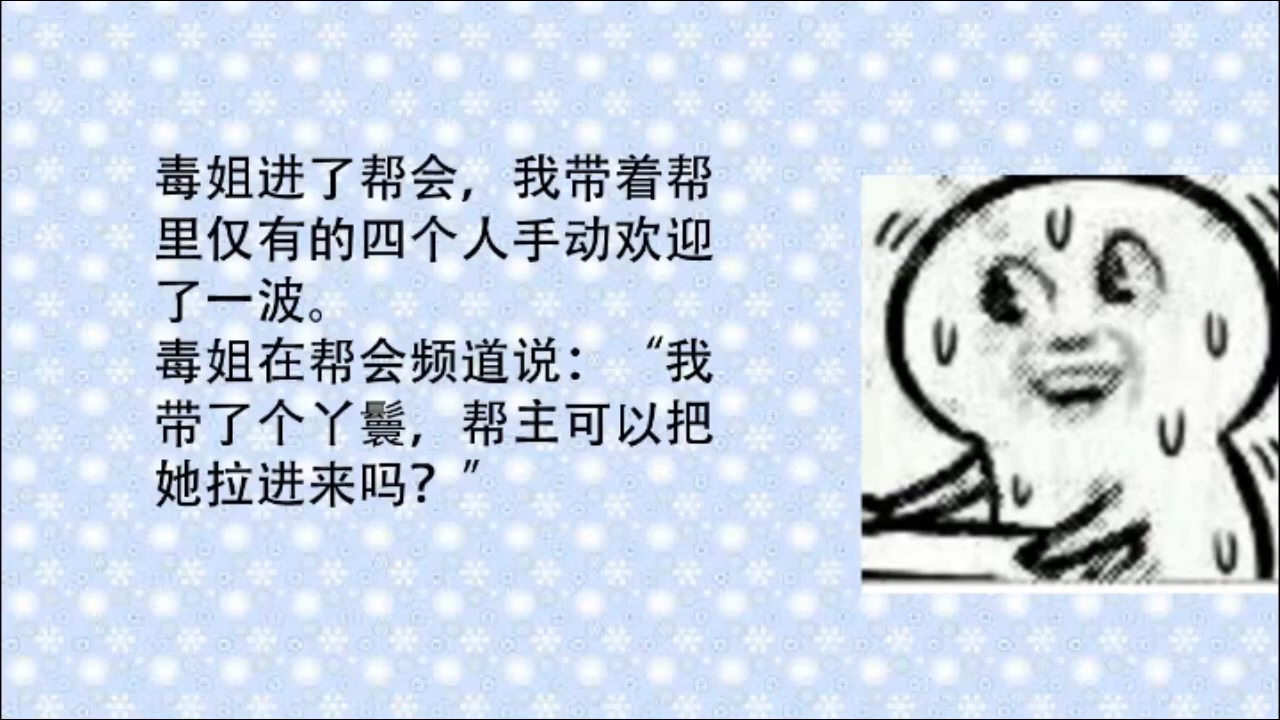 毒姐进了帮会，我带着帮
里仅有的四个人手动欢迎
了一波。
毒姐在帮会频道说：“我
带了个丫鬟，帮主可以把
她拉进来吗？”